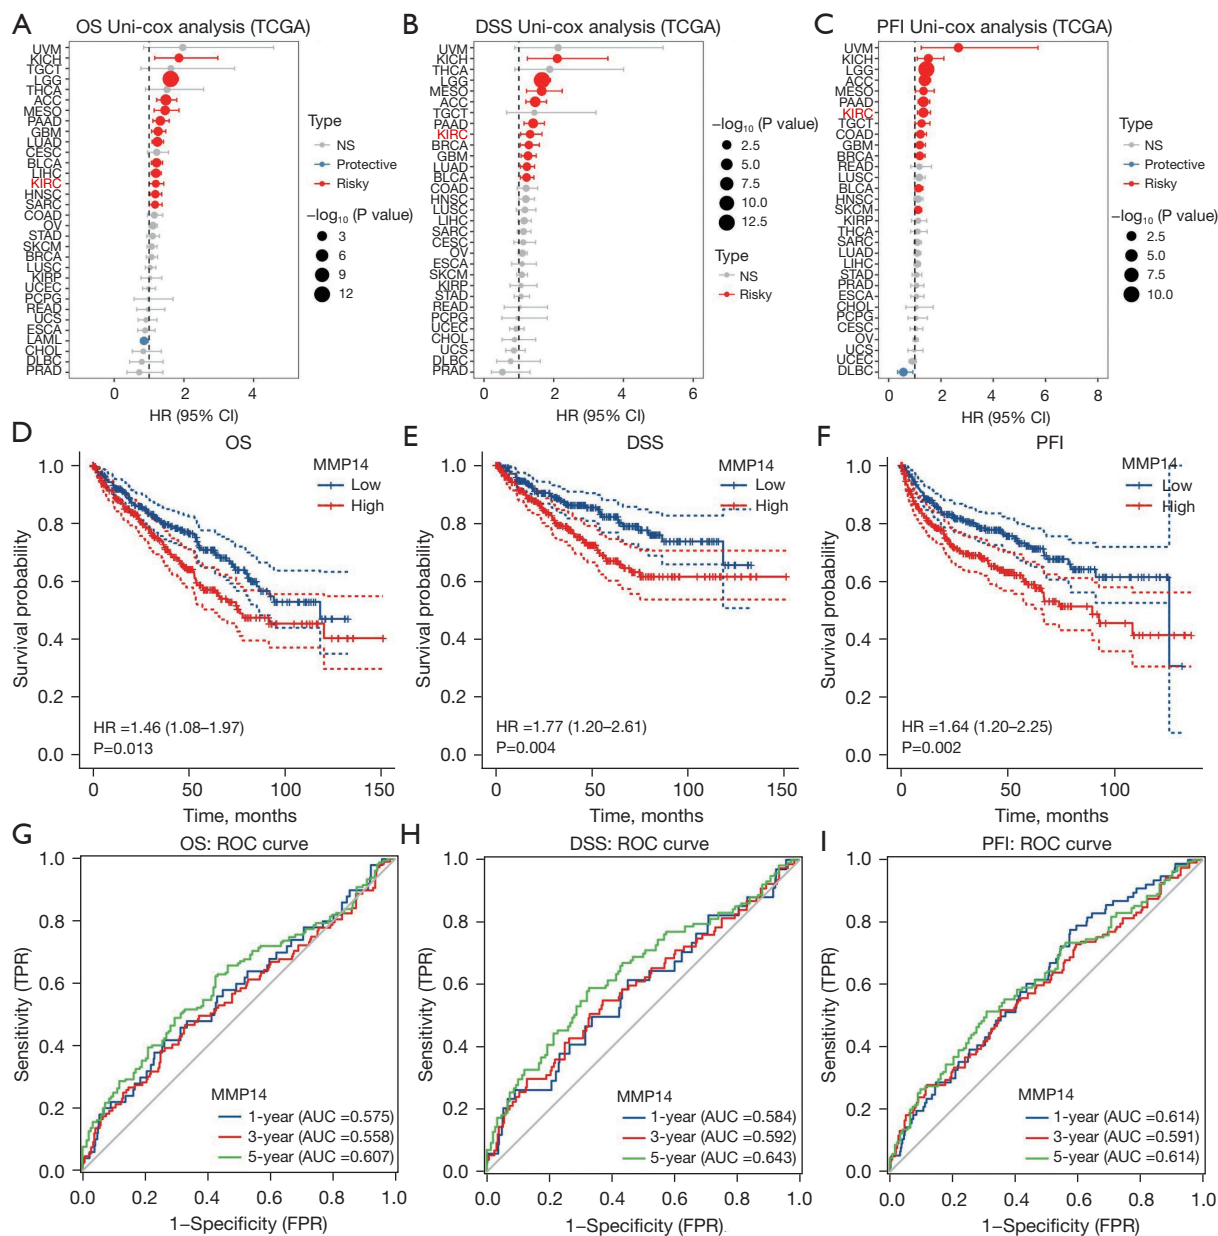 A
OS Uni-cox analysis (TCGA)
UVM
KICH
TGCT
LGG
THCA
ACC
MESO
PAAD
GBM
LUAD
CESC
BLCA
LIHC
KIRC
HNSC
SARC
COAD
OV
STAD
SKCM
BRCA
LUSC
KIRP
UCEC
PCPG
READ
UCS
ESCA
LAML
CHOL
DLBC
PRAD
0 2 4
HR (95% CI)
Type
NS
Protective
Risky
−log10 (P value)
3
6
9
12
B
DSS Uni-cox analysis (TCGA)
UVM
KICH
THCA
LGG
MESO
ACC
TGCT
PAAD
KIRC
BRCA
GBM
LUAD
BLCA
COAD
HNSC
LUSC
LIHC
SARC
CESC
OV
ESCA
SKCM
KIRP
STAD
READ
PCPG
UCEC
CHOL
UCS
DLBC
PRAD
0 2 4 6
HR (95% CI)
−log10 (P value)
2.5
5.0
7.5
10.0
12.5
Type
NS
Risky
C
PFI Uni-cox analysis (TCGA)
UVM
KICH
LGG
ACC
MESO
PAAD
KIRC
TGCT
COAD
GBM
BRCA
READ
LUSC
BLCA
HNSC
SKCM
KIRP
THCA
SARC
LUAD
LIHC
STAD
PRAD
ESCA
CHOL
PCPG
CESC
OV
UCS
UCEC
DLBC
0 2 4 6 8
HR (95% CI)
Type
NS
Protective
Risky
−log10 (P value)
2.5
5.0
7.5
10.0
D
OS
MMP14
Low
High
Survival probability
1.0
0.8
0.6
0.4
0.2
0.0
HR =1.46 (1.08–1.97)
P=0.013
0 50 100 150
Time, months
E
DSS
MMP14
Low
High
Survival probability
1.0
0.8
0.6
0.4
0.2
0.0
HR =1.77 (1.20–2.61)
P=0.004
0 50 100 150
Time, months
F
PFI
MMP14
Low
High
Survival probability
1.0
0.8
0.6
0.4
0.2
0.0
HR =1.64 (1.20–2.25)
P=0.002
0 50 100
Time, months
G
OS: ROC curve
Sensitivity (TPR)
1.0
0.8
0.6
0.4
0.2
0.0
MMP14
1-year (AUC =0.575)
3-year (AUC =0.558)
5-year (AUC =0.607)
0.0 0.2 0.4 0.6 0.8 1.0
1−Specificity (FPR)
H
DSS: ROC curve
Sensitivity (TPR)
1.0
0.8
0.6
0.4
0.2
0.0
MMP14
1-year (AUC =0.584)
3-year (AUC =0.592)
5-year (AUC =0.643)
0.0 0.2 0.4 0.6 0.8 1.0
1−Specificity (FPR)
I
PFI: ROC curve
Sensitivity (TPR)
1.0
0.8
0.6
0.4
0.2
0.0
MMP14
1-year (AUC =0.614)
3-year (AUC =0.591)
5-year (AUC =0.614)
0.0 0.2 0.4 0.6 0.8 1.0
1−Specificity (FPR)